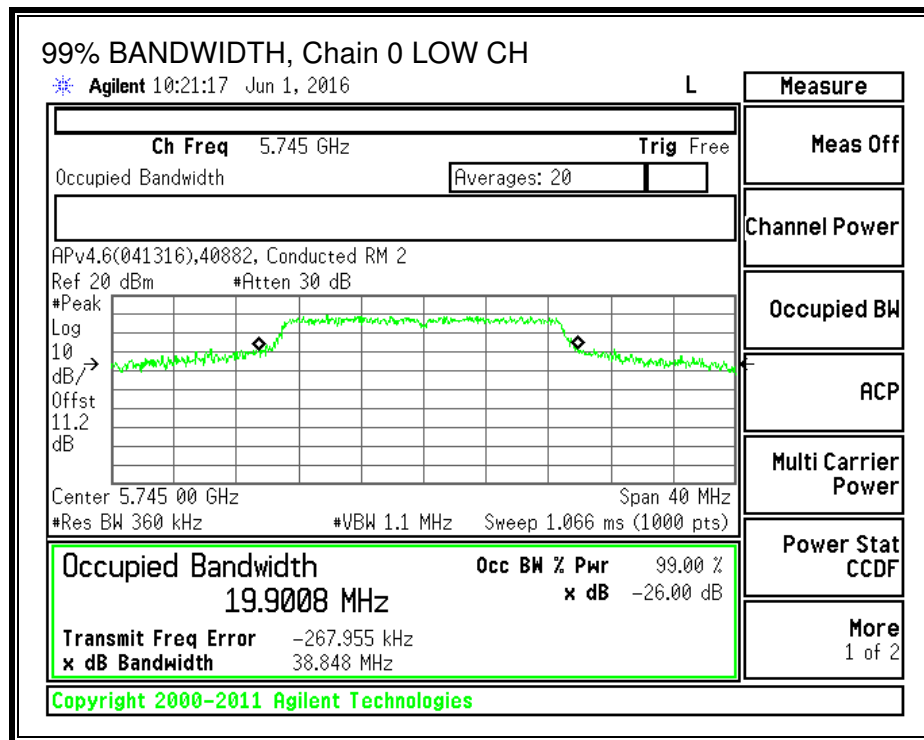 99% BANDWIDTH, Chain 0 LOW CH
Agilent 10:21:17 Jun 1, 2016 L
Measure
Ch Freq 5.745 GHz Trig Free
Meas Off
Occupied Bandwidth Averages: 20
Channel Power
APv4.6(041316),40882, Conducted RM 2
Ref 20 dBm #Atten 30 dB
#Peak
Log
10
dB/
Offst
11.2
dB
Occupied BW
ACP
Multi Carrier
Power
Center 5.745 00 GHz Span 40 MHz
#Res BW 360 kHz #VBW 1.1 MHz Sweep 1.066 ms (1000 pts)
Power Stat
CCDF
Occupied Bandwidth Occ BW % Pwr 99.00 %
19.9008 MHz x dB -26.00 dB
Transmit Freq Error -267.955 kHz
x dB Bandwidth 38.848 MHz
More
1 of 2
Copyright 2000-2011 Agilent Technologies